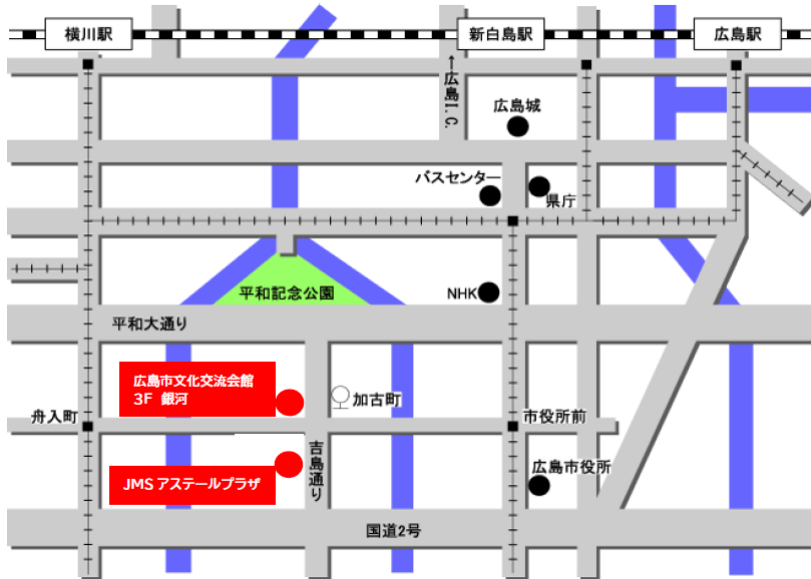 横川駅
新白島駅
広島駅
←広島I.C.
広島城
バスセンター
県庁
平和記念公園
NHK
平和大通り
広島市文化交流会館
3F 銀河
加古町
舟入町
市役所前
吉島通り
JMS アステールプラザ
広島市役所
国道2号